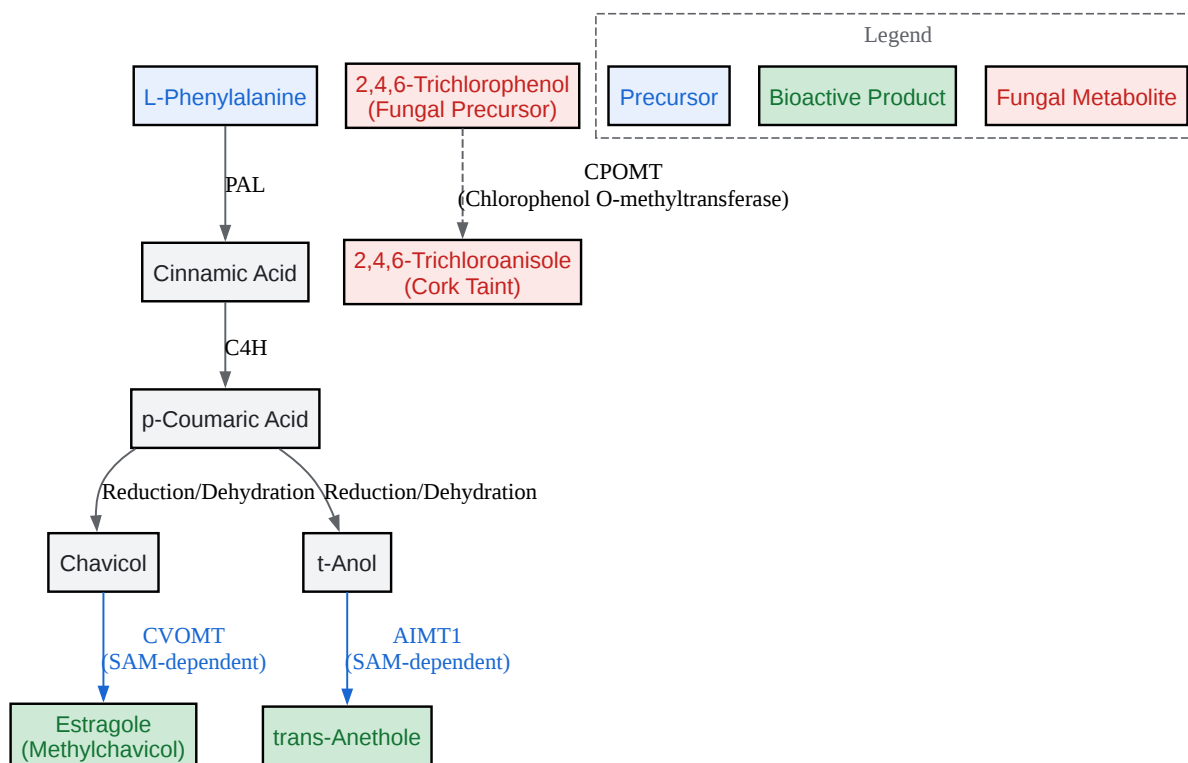 Legend
L-Phenylalanine
2,4,6-Trichlorophenol
(Fungal Precursor)
Precursor
Bioactive Product
Fungal Metabolite
PAL
CPOMT
(Chlorophenol O-methyltransferase)
Cinnamic Acid
2,4,6-Trichloroanisole
(Cork Taint)
C4H
p-Coumaric Acid
Reduction/Dehydration
Reduction/Dehydration
Chavicol
t-Anol
CVOMT
(SAM-dependent)
AIMT1
(SAM-dependent)
Estragole
(Methylchavicol)
trans-Anethole